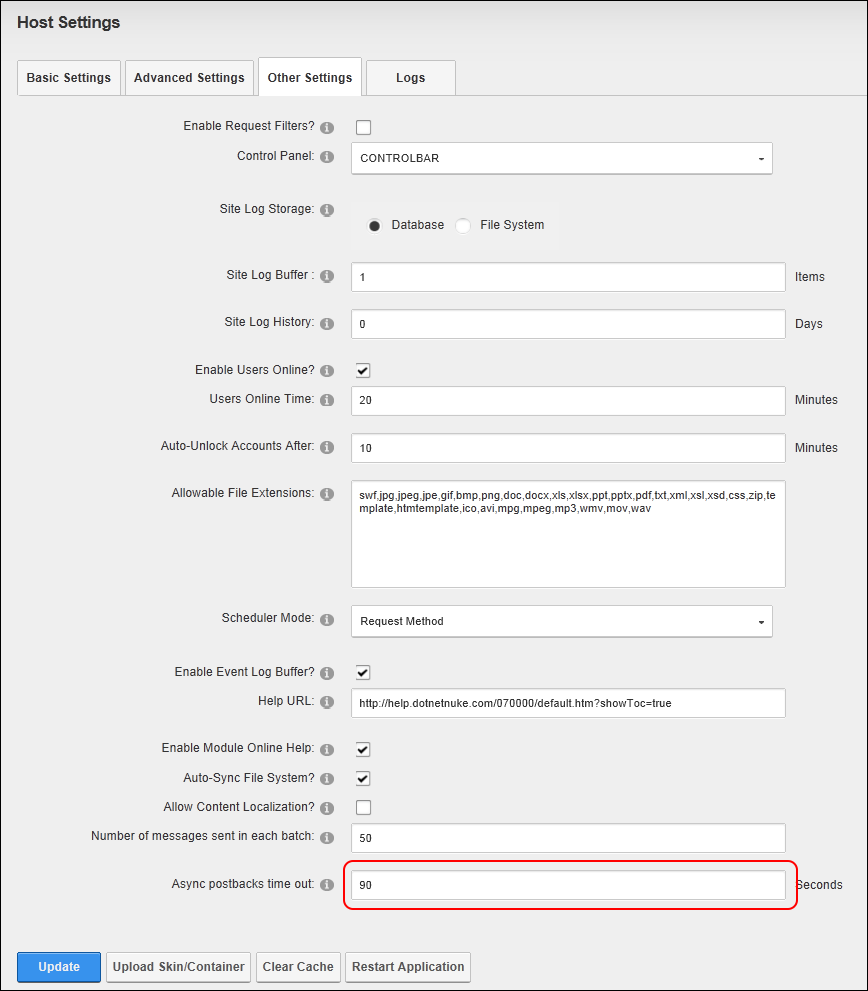 Host Settings
Basic Settings
Advanced Settings
Other Settings
Logs
Enable Request Filters?
Control Panel:
CONTROLBAR
Site Log Storage:
Database
File System
Site Log Buffer :
1
Items
Site Log History:
0
Days
Enable Users Online?
Users Online Time:
20
Minutes
Auto-Unlock Accounts After:
10
Minutes
Allowable File Extensions:
swf,jpg,jpeg,jpe,gif,bmp,png,doc,docx,xls,xlsx,ppt,pptx,pdf,txt,xml,xsl,xsd,css,zip,te
mplate,htmtemplate,ico,avi,mpg,mpeg,mp3,wmv,mov,wav
Scheduler Mode:
Request Method
Enable Event Log Buffer?
Help URL:
http://help.dotnetnuke.com/070000/default.htm?showToc=true
Enable Module Online Help:
Auto-Sync File System?
Allow Content Localization?
Number of messages sent in each batch:
50
Async postbacks time out:
90
Seconds
Update
Upload Skin/Container
Clear Cache
Restart Application